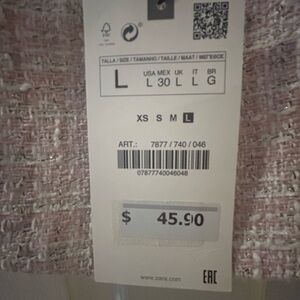 TALLA / SIZE / TAMANHO / TAILLE / MAAT / МЕГЕӨОЕ
L
USA MEX UK IT BR
L 30 L L G
XS S M L
ART.: 7877 / 740 / 046
07877740046048
$ 45.90
www.zara.com
EAC